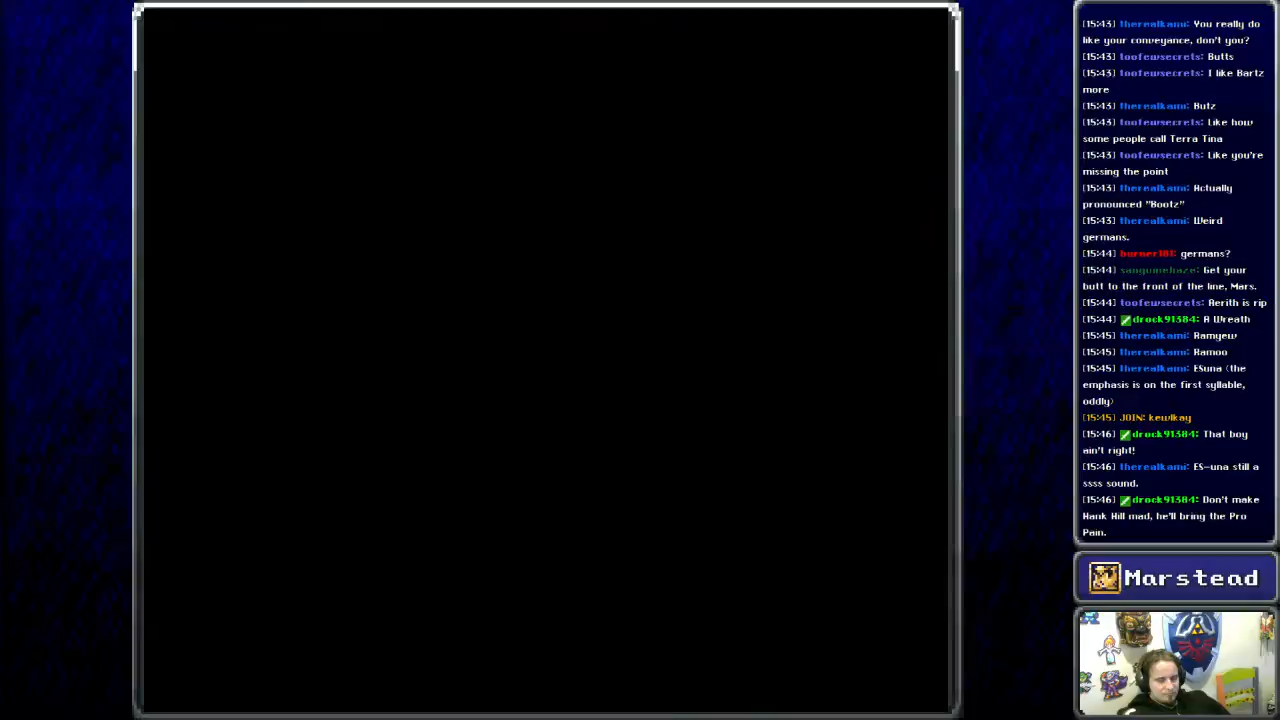 [15:43] therealkami: You really do
like your conveyance, don't you?
[15:43] toofewsecrets: Butts
[15:43] toofewsecrets: I like Bartz
more
[15:43] therealkami: Butz
[15:43] toofewsecrets: Like how
some people call Terra Tina
[15:43] toofewsecrets: Like you're
missing the point
[15:43] therealkami: Actually
pronounced "Bootz"
[15:43] therealkami: Weird
germans.
[15:44] burner181: germans?
[15:44] sanguinehaze: Get your
butt to the front of the line, Mars.
[15:44] toofewsecrets: Aerith is rip
[15:44] drock91384: A Wreath
[15:45] therealkami: Ramyew
[15:45] therealkami: Ramoo
[15:45] therealkami: ESuna (the
emphasis is on the first syllable,
oddly)
[15:45] JOIN: kewlkay
[15:46] drock91384: That boy
ain't right!
[15:46] therealkami: ES-una still a
ssss sound.
[15:46] drock91384: Don't make
Hank Hill mad, he'll bring the Pro
Pain.
Marstead